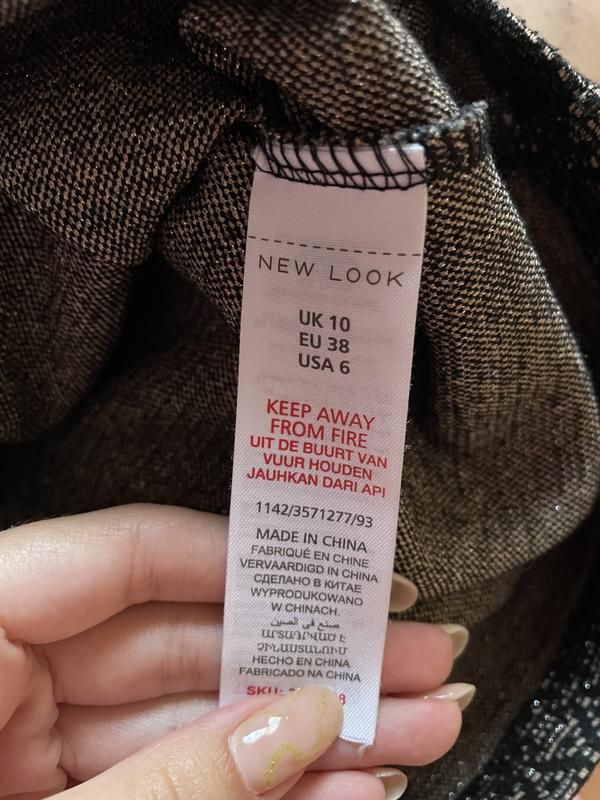 NEW LOOK
UK 10
EU 38
USA 6
KEEP AWAY
FROM FIRE
UIT DE BUURT VAN
VUUR HOUDEN
JAUHKAN DARI API
1142/3571277/93
MADE IN CHINA
FABRIQUÉ EN CHINE
VERVAARDIGD IN CHINA
СДЕЛАНО В КИТАЕ
WYPRODUKOWANO
W CHINACH.
صنع في الصين
ԱՐՏԱԴՐՎԱԾ Է
ՉԻՆԱՍՏԱՆՈՒՄ
HECHO EN CHINA
FABRICADO NA CHINA
SKU: